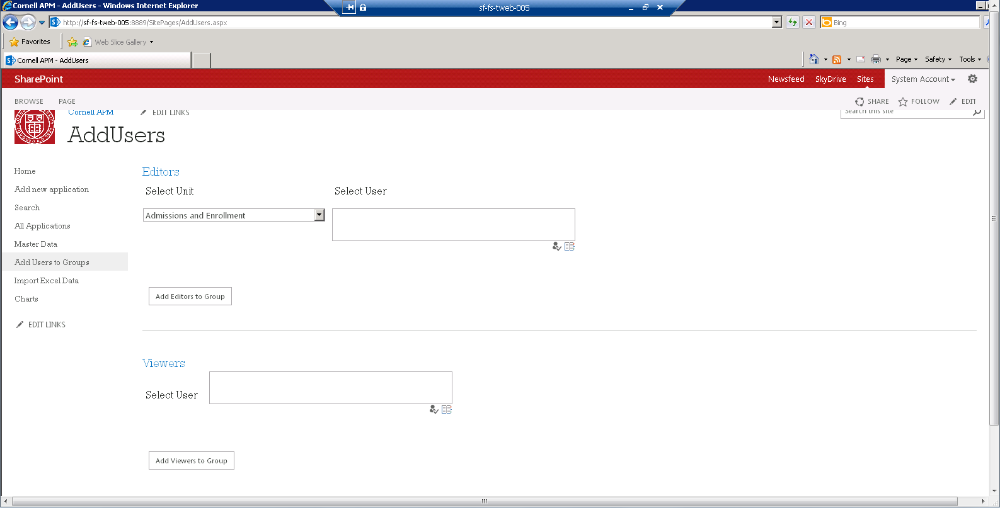 Cornell APM - AddUsers - Windows Internet Explorer
sf-fs-tweb-005
http://sf-fs-tweb-005:8889/SitePages/AddUsers.aspx
Bing
Favorites
Web Slice Gallery
Cornell APM - AddUsers
Page
Safety
Tools
SharePoint
Newsfeed
SkyDrive
Sites
System Account
BROWSE
PAGE
SHARE
FOLLOW
EDIT
Cornell APM
EDIT LINKS
Search this site
AddUsers
Home
Add new application
Search
All Applications
Master Data
Add Users to Groups
Import Excel Data
Charts
EDIT LINKS
Editors
Select Unit
Select User
Admissions and Enrollment
Add Editors to Group
Viewers
Select User
Add Viewers to Group